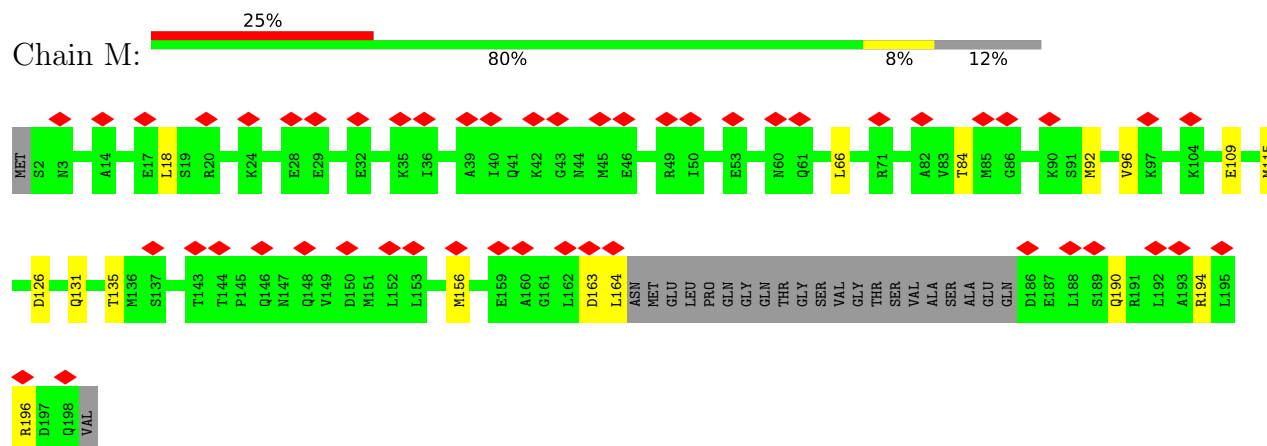 25%
Chain M:
80% 8% 12%
MET S2 N3 A14 E17 L18 S19 R20 K24 E28 E29 E32 K35 I36 A39 I40 Q41 K42 G43 N44 M45 E46 R49 I50 E53 N60 Q61 L66 R71 A82 V83 T84 M85 G86 K90 S91 M92 V96 K97 K104 E109 M115
D126 Q131 T135 M136 S137 T143 T144 P145 Q146 N147 Q148 V149 D150 M151 L152 L153 M156 E159 A160 G161 L162 D163 L164 ASN MET GLU LEU PRO GLN GLY GLN THR GLY SER VAL GLY THR SER VAL ALA SER ALA GLU GLN D186 E187 L188 S189 Q190 R191 L192 A193 R194 L195
R196 D197 Q198 VAL